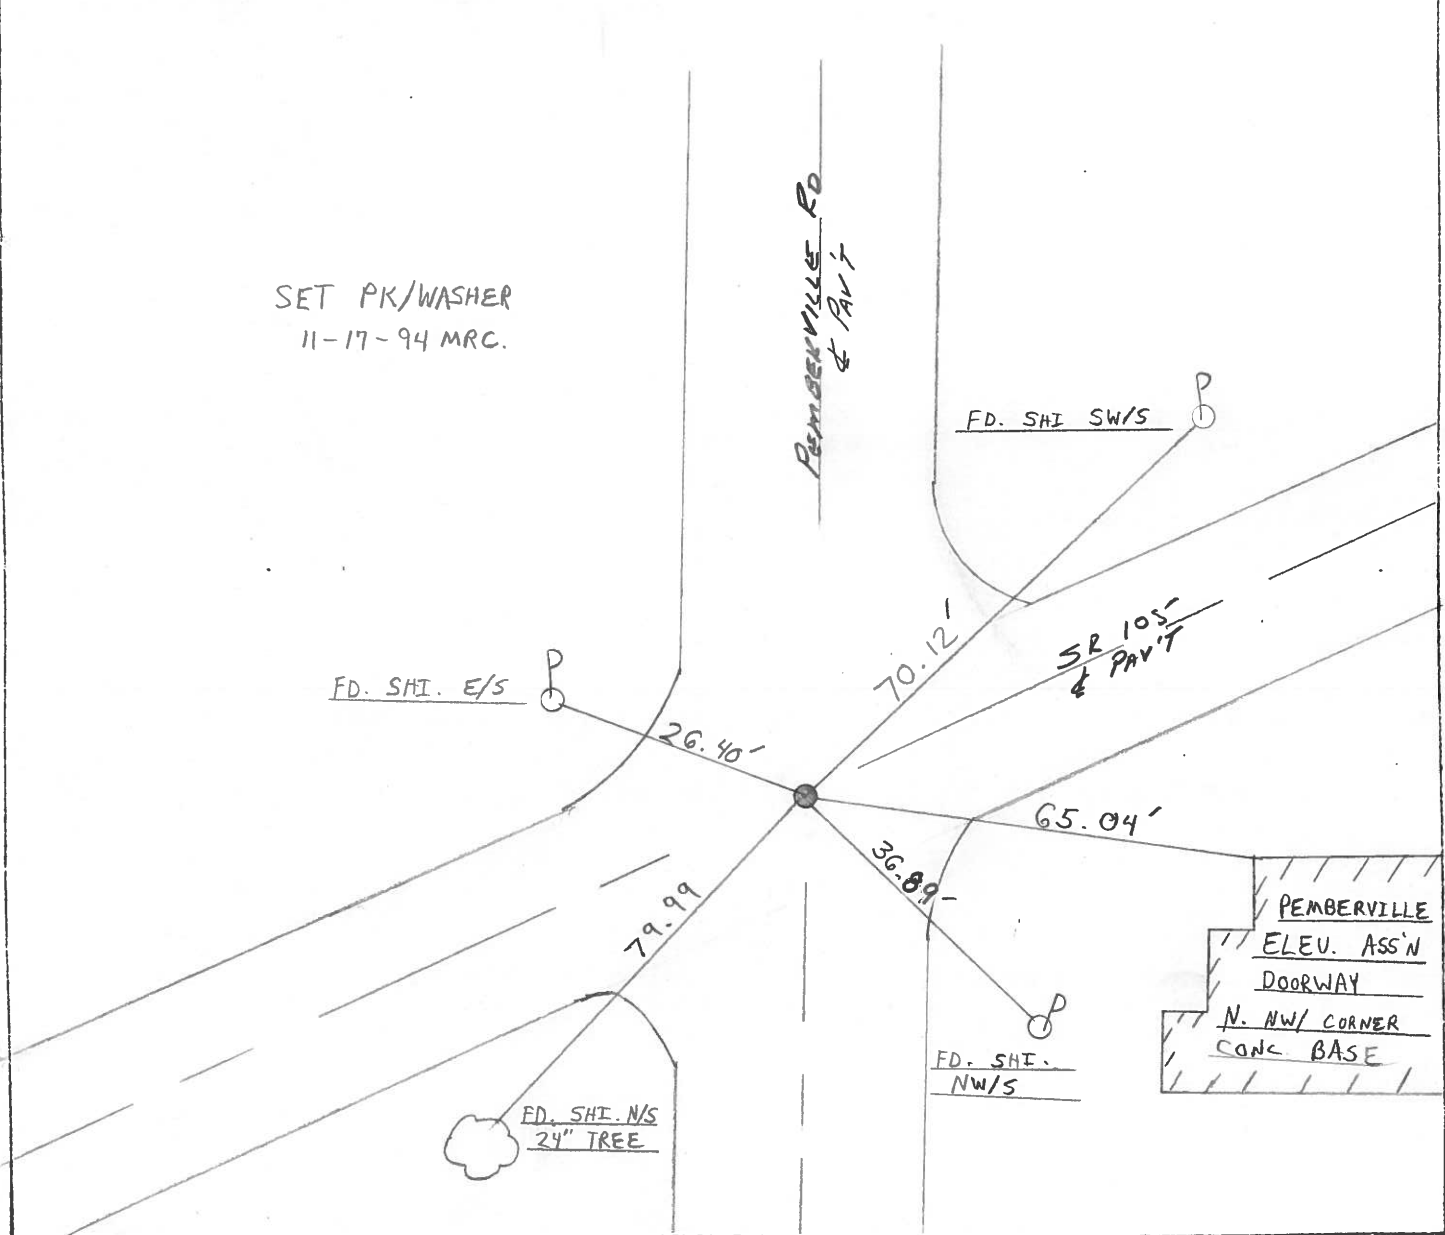 PEMBERVILLE RD
℄ PAV'T
SET PK/WASHER
11-17-94 MRC.
P
FD. SHI SW/S
70.12'
SR 105
℄ PAV'T
P
FD. SHI. E/S
26.40'
65.04'
36.89'
79.99
PEMBERVILLE
ELEV. ASS'N
DOORWAY
N. NW/ CORNER
CONC BASE
P
FD. SHI.
NW/S
FD. SHI. N/S
24" TREE